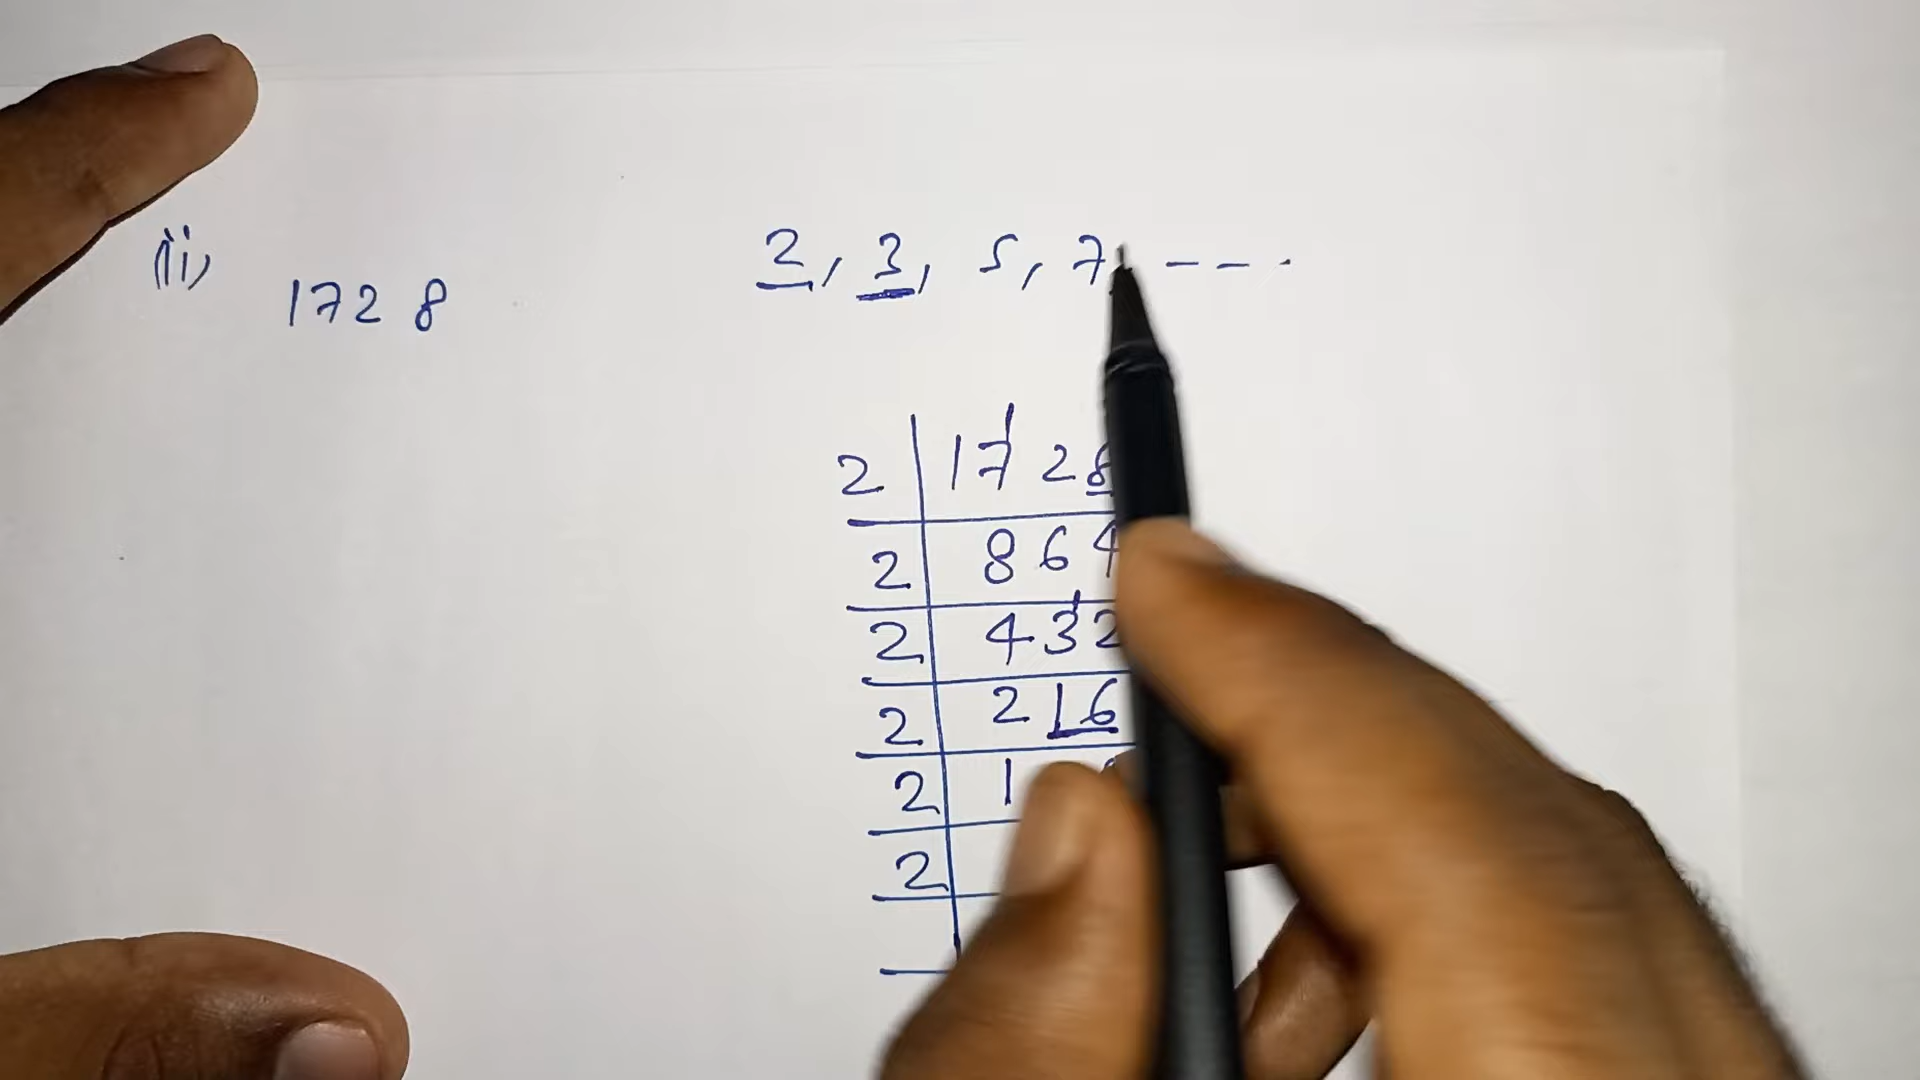 (ii) 2, 3, 5, 7, - - - .
1728
2 | 1728
2 | 864
2 | 432
2 | 216
2 | 1
2 |